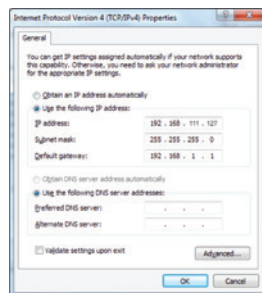 Internet Protocol Version 4 (TCP/IPv4) Properties
General
You can get IP settings assigned automatically if your network supports
this capability. Otherwise, you need to ask your network administrator
for the appropriate IP settings.
Obtain an IP address automatically
Use the following IP address:
IP address: 192 . 168 . 111 . 127
Subnet mask: 255 . 255 . 255 . 0
Default gateway: 192 . 168 . 1 . 1
Obtain DNS server address automatically
Use the following DNS server addresses:
Preferred DNS server: . . .
Alternate DNS server: . . .
Validate settings upon exit
Advanced...
OK Cancel